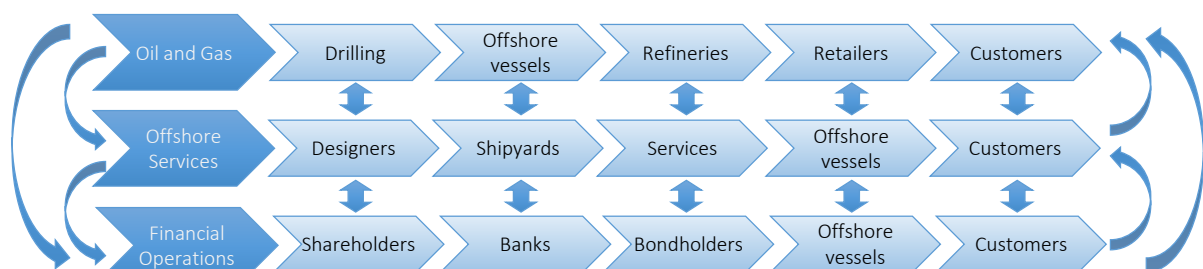 Oil and Gas
Drilling
Offshore
vessels
Refineries
Retailers
Customers
Offshore
Services
Designers
Shipyards
Services
Offshore
vessels
Customers
Financial
Operations
Shareholders
Banks
Bondholders
Offshore
vessels
Customers